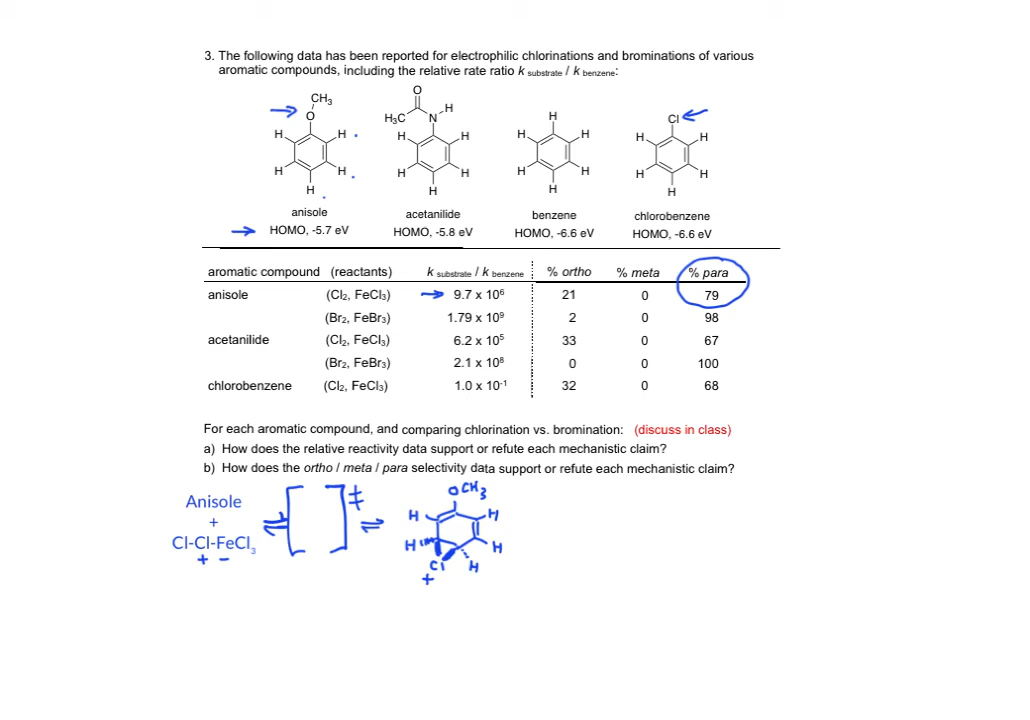 3. The following data has been reported for electrophilic chlorinations and brominations of various
aromatic compounds, including the relative rate ratio k substrate / k benzene:
CH3 O H H H H H
O H3C N H H H H H H
H H H H H H
Cl H H H H H
anisole acetanilide benzene chlorobenzene
HOMO, -5.7 eV HOMO, -5.8 eV HOMO, -6.6 eV HOMO, -6.6 eV
aromatic compound (reactants) k substrate / k benzene % ortho % meta % para
anisole (Cl2, FeCl3) 9.7 x 10⁶ 21 0 79
(Br2, FeBr3) 1.79 x 10⁹ 2 0 98
acetanilide (Cl2, FeCl3) 6.2 x 10⁵ 33 0 67
(Br2, FeBr3) 2.1 x 10⁸ 0 0 100
chlorobenzene (Cl2, FeCl3) 1.0 x 10⁻¹ 32 0 68
For each aromatic compound, and comparing chlorination vs. bromination: (discuss in class)
a) How does the relative reactivity data support or refute each mechanistic claim?
b) How does the ortho / meta / para selectivity data support or refute each mechanistic claim?
Anisole
+
Cl-Cl-FeCl3
+ −
[ ]‡
OCH3
H H
H H
Cl H
+